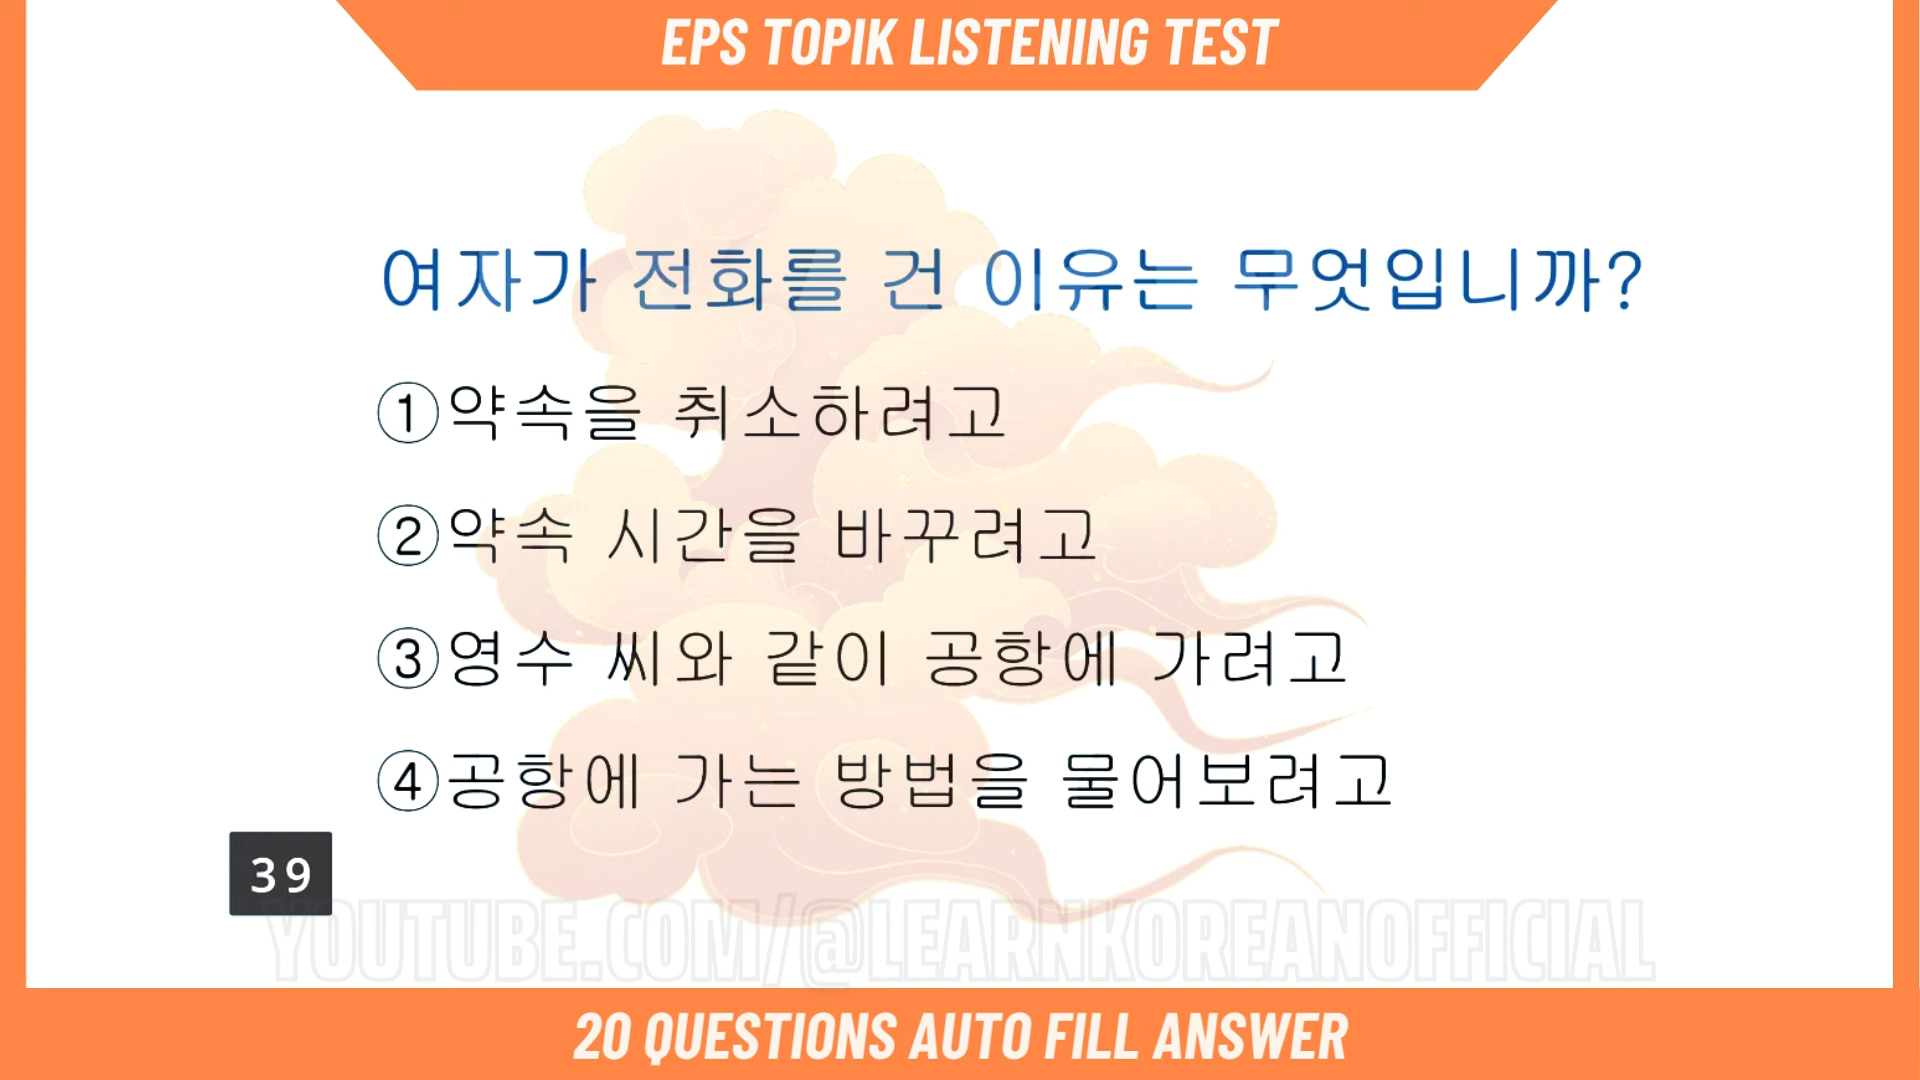 EPS TOPIK LISTENING TEST
여자가 전화를 건 이유는 무엇입니까?
①약속을 취소하려고
②약속 시간을 바꾸려고
③영수 씨와 같이 공항에 가려고
④공항에 가는 방법을 물어보려고
39
YOUTUBE.COM/@LEARNKOREANOFFICIAL
20 QUESTIONS AUTO FILL ANSWER